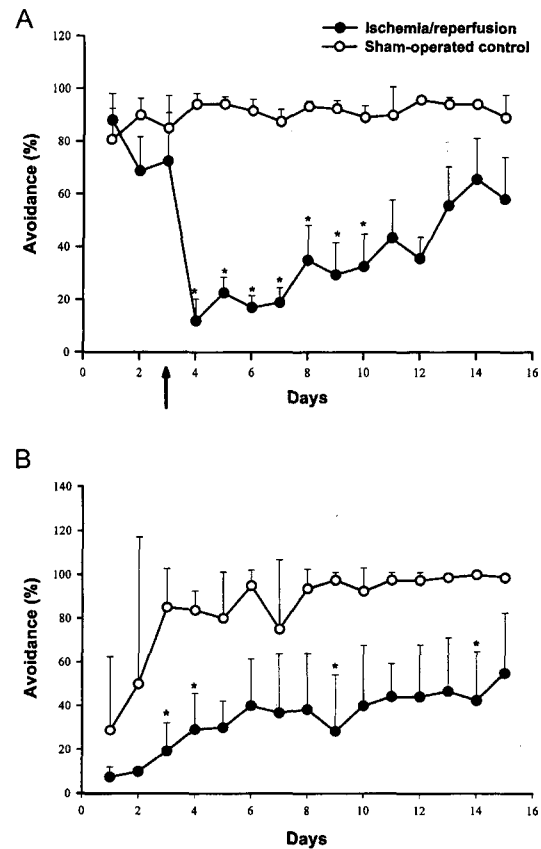 A
Ischemia/reperfusion
Sham-operated control
120
100
80
60
40
20
0
Avoidance (%)
* * * * * * *
0 2 4 6 8 10 12 14 16
Days
B
140
120
100
80
60
40
20
0
Avoidance (%)
* * * *
0 2 4 6 8 10 12 14 16
Days